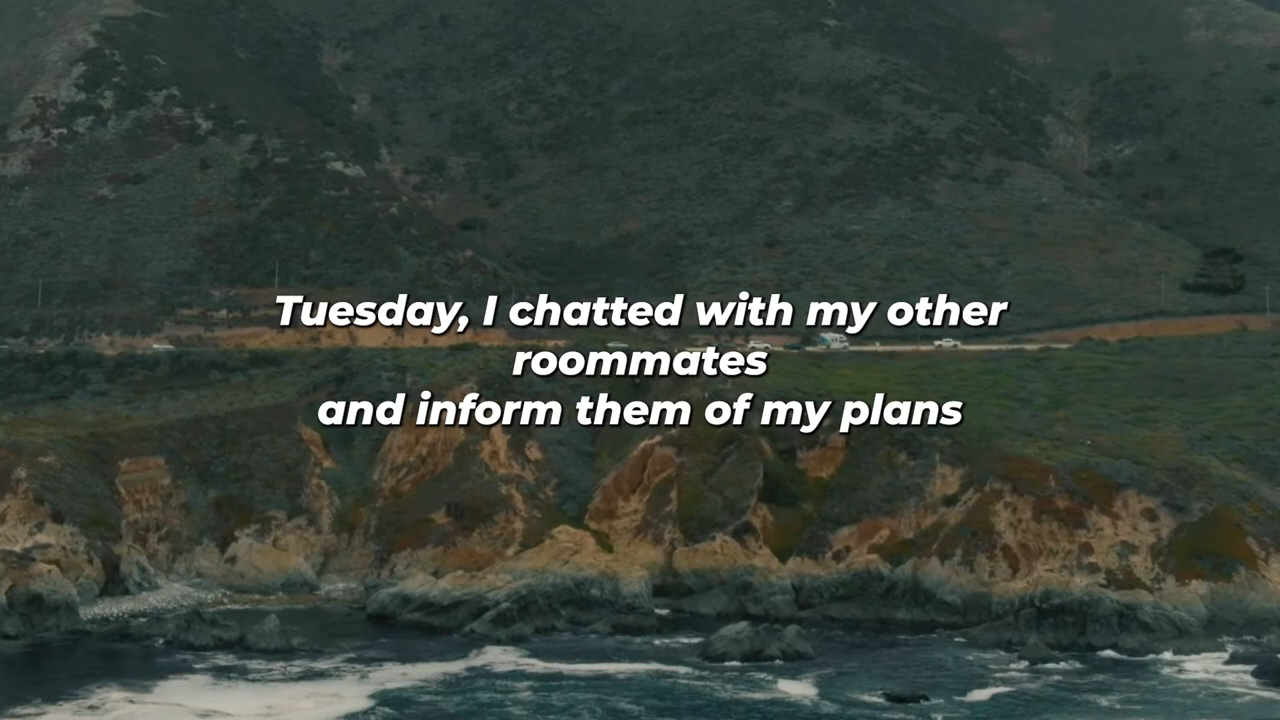 Tuesday, I chatted with my other
roommates
and inform them of my plans